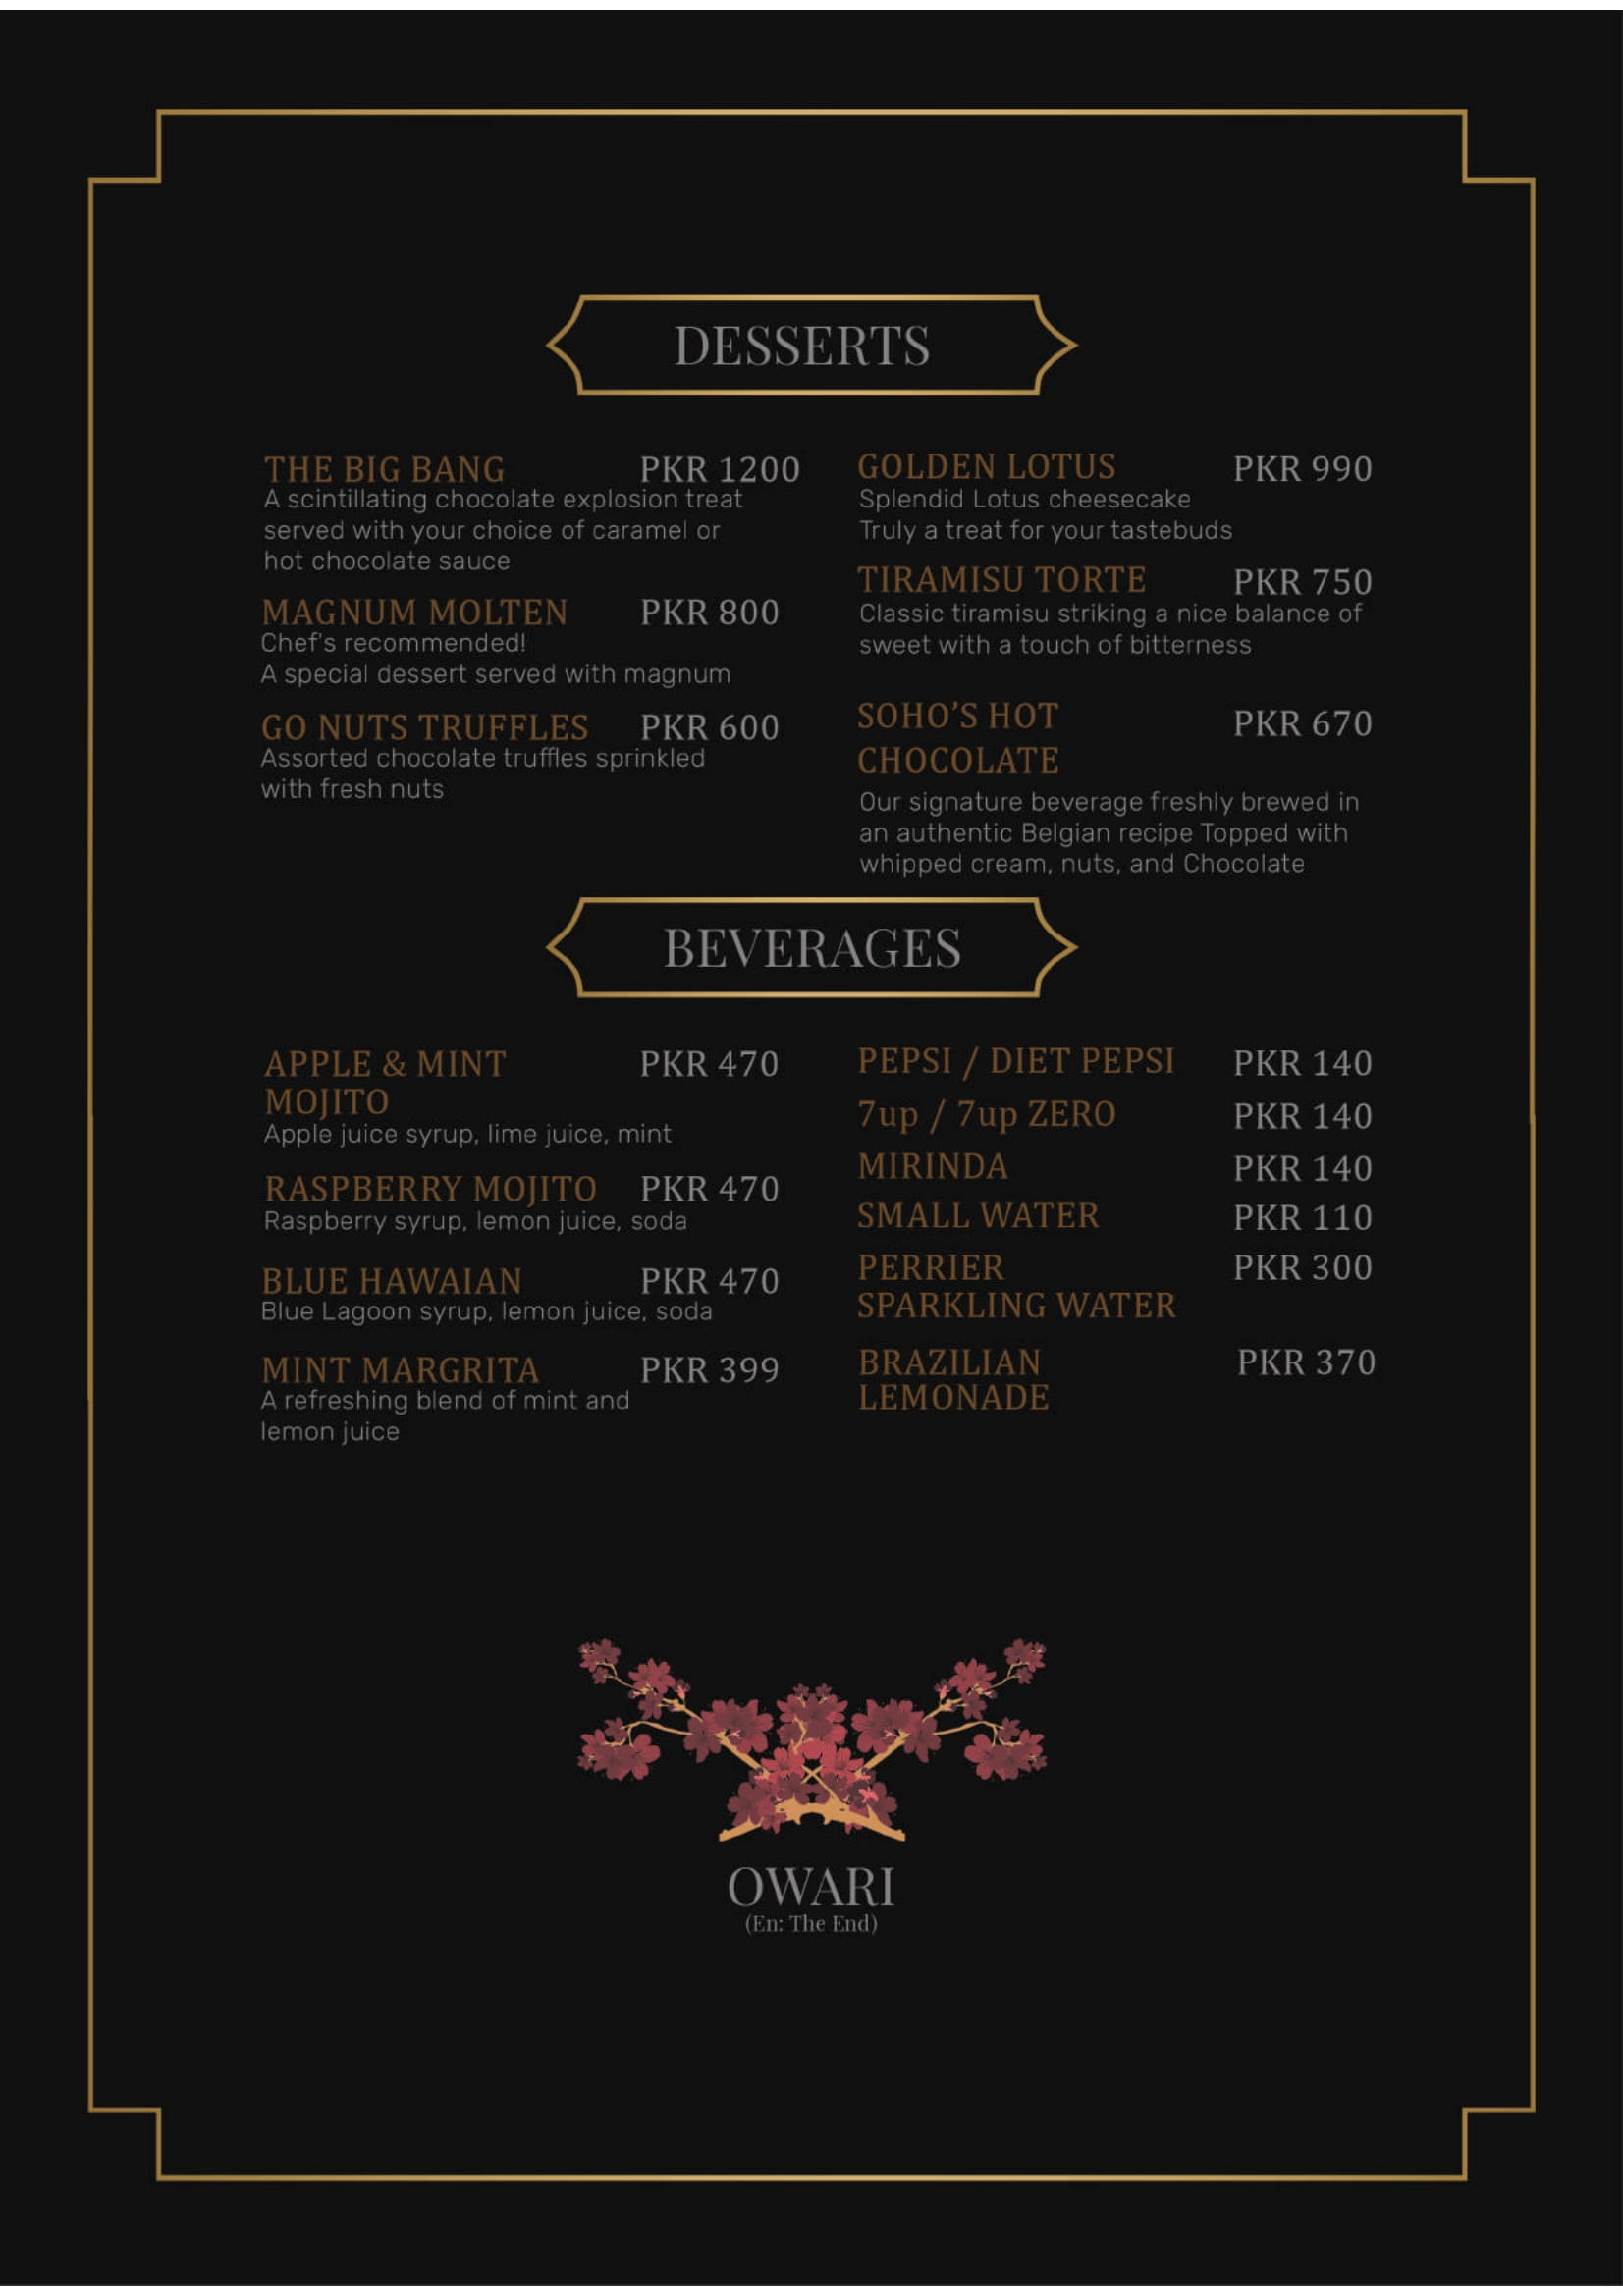 DESSERTS
THE BIG BANG PKR 1200
A scintillating chocolate explosion treat
served with your choice of caramel or
hot chocolate sauce
MAGNUM MOLTEN PKR 800
Chef's recommended!
A special dessert served with magnum
GO NUTS TRUFFLES PKR 600
Assorted chocolate truffles sprinkled
with fresh nuts
GOLDEN LOTUS PKR 990
Splendid Lotus cheesecake
Truly a treat for your tastebuds
TIRAMISU TORTE PKR 750
Classic tiramisu striking a nice balance of
sweet with a touch of bitterness
SOHO’S HOT PKR 670
CHOCOLATE
Our signature beverage freshly brewed in
an authentic Belgian recipe Topped with
whipped cream, nuts, and Chocolate
BEVERAGES
APPLE & MINT PKR 470
MOJITO
Apple juice syrup, lime juice, mint
RASPBERRY MOJITO PKR 470
Raspberry syrup, lemon juice, soda
BLUE HAWAIAN PKR 470
Blue Lagoon syrup, lemon juice, soda
MINT MARGRITA PKR 399
A refreshing blend of mint and
lemon juice
PEPSI / DIET PEPSI PKR 140
7up / 7up ZERO PKR 140
MIRINDA PKR 140
SMALL WATER PKR 110
PERRIER PKR 300
SPARKLING WATER
BRAZILIAN PKR 370
LEMONADE
OWARI
(En: The End)